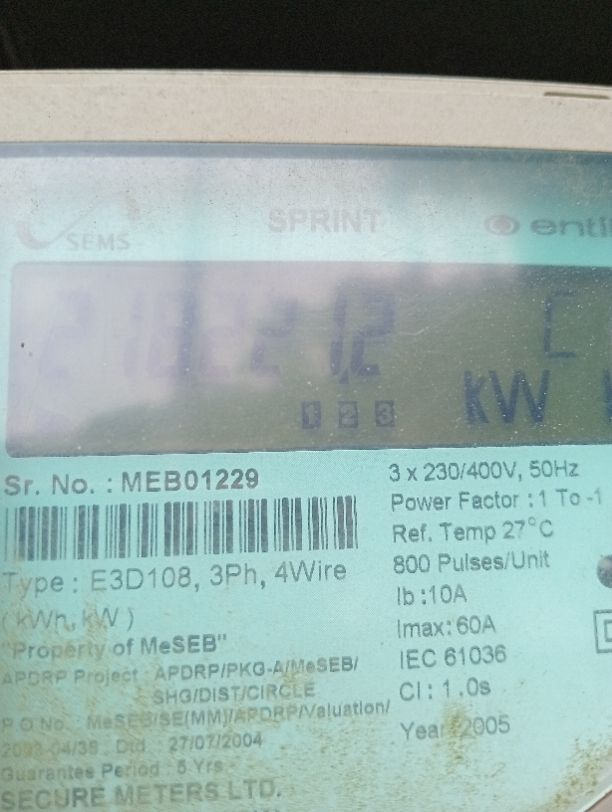 SEMS
SPRINT
kW
1 2 3
Sr. No. : MEB01229
Type : E3D108, 3Ph, 4Wire
(kWh, kW)
"Property of MeSEB"
APDRP Project : APDRP/PKG-A/MeSEB/
SHG/DIST/CIRCLE
P O No. MeSEB/SE(MM)/APDRP/Valuation/
Dtd : 27/07/2004
Guarantee Period : 5 Yrs
SECURE METERS LTD.
3 x 230/400V, 50Hz
Power Factor : 1 To -1
Ref. Temp 27°C
800 Pulses/Unit
Ib :10A
Imax: 60A
IEC 61036
Cl : 1.0s
Year 2005